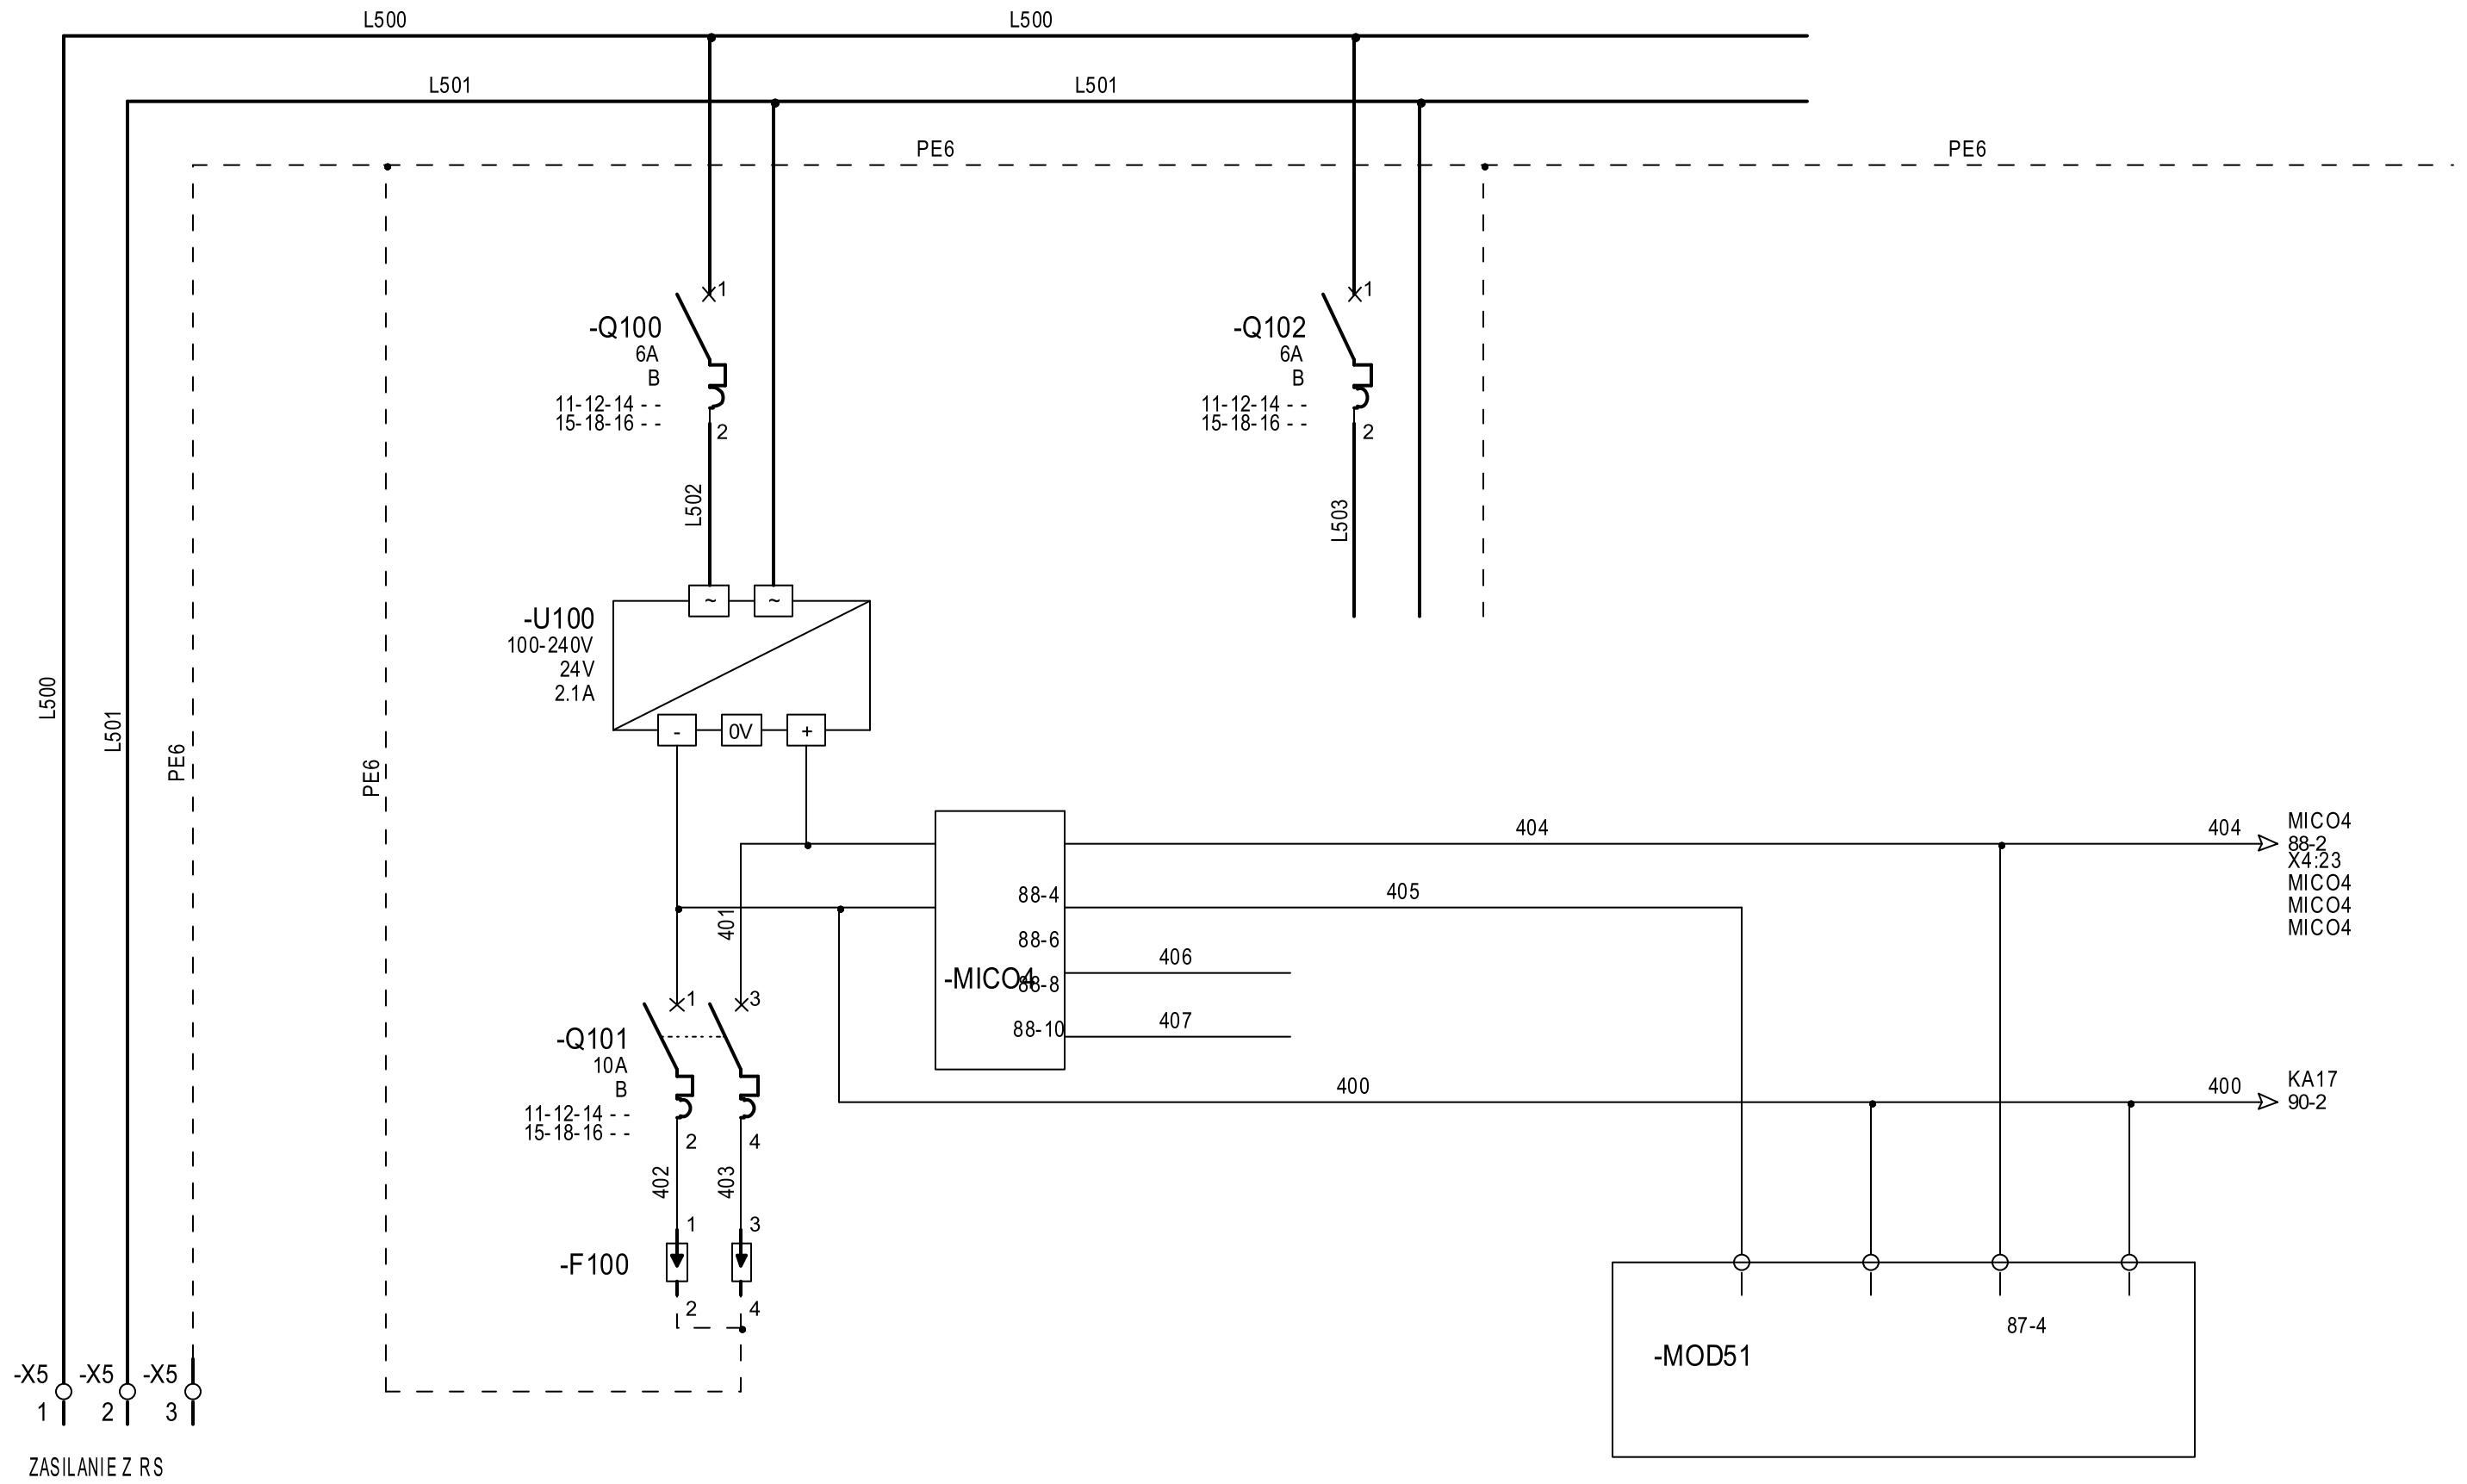 L500
L500
L501
L501
PE6
PE6
1
-Q100
6A
B
11-12-14 - -
15-18-16 - -
2
1
-Q102
6A
B
11-12-14 - -
15-18-16 - -
2
L502
L503
~
~
-U100
100-240V
24V
2.1A
-
0V
+
L500
L501
PE6
PE6
404
404
MICO4
88-2
X4:23
MICO4
MICO4
MICO4
88-4
405
401
88-6
406
-MICO4
88-8
88-10
407
1
3
-Q101
10A
B
11-12-14 - -
15-18-16 - -
2
4
400
400
KA17
90-2
402
403
1
3
-F100
2
4
87-4
-MOD51
-X5
-X5
-X5
1
2
3
ZASILANIE Z RS